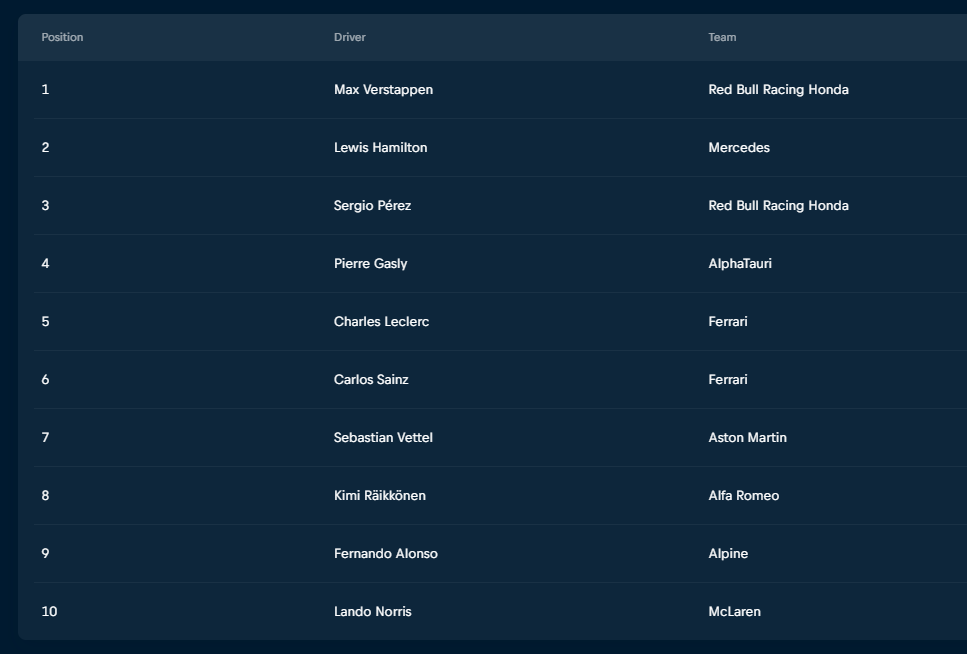 Position Driver Team
1 Max Verstappen Red Bull Racing Honda
2 Lewis Hamilton Mercedes
3 Sergio Pérez Red Bull Racing Honda
4 Pierre Gasly AlphaTauri
5 Charles Leclerc Ferrari
6 Carlos Sainz Ferrari
7 Sebastian Vettel Aston Martin
8 Kimi Räikkönen Alfa Romeo
9 Fernando Alonso Alpine
10 Lando Norris McLaren